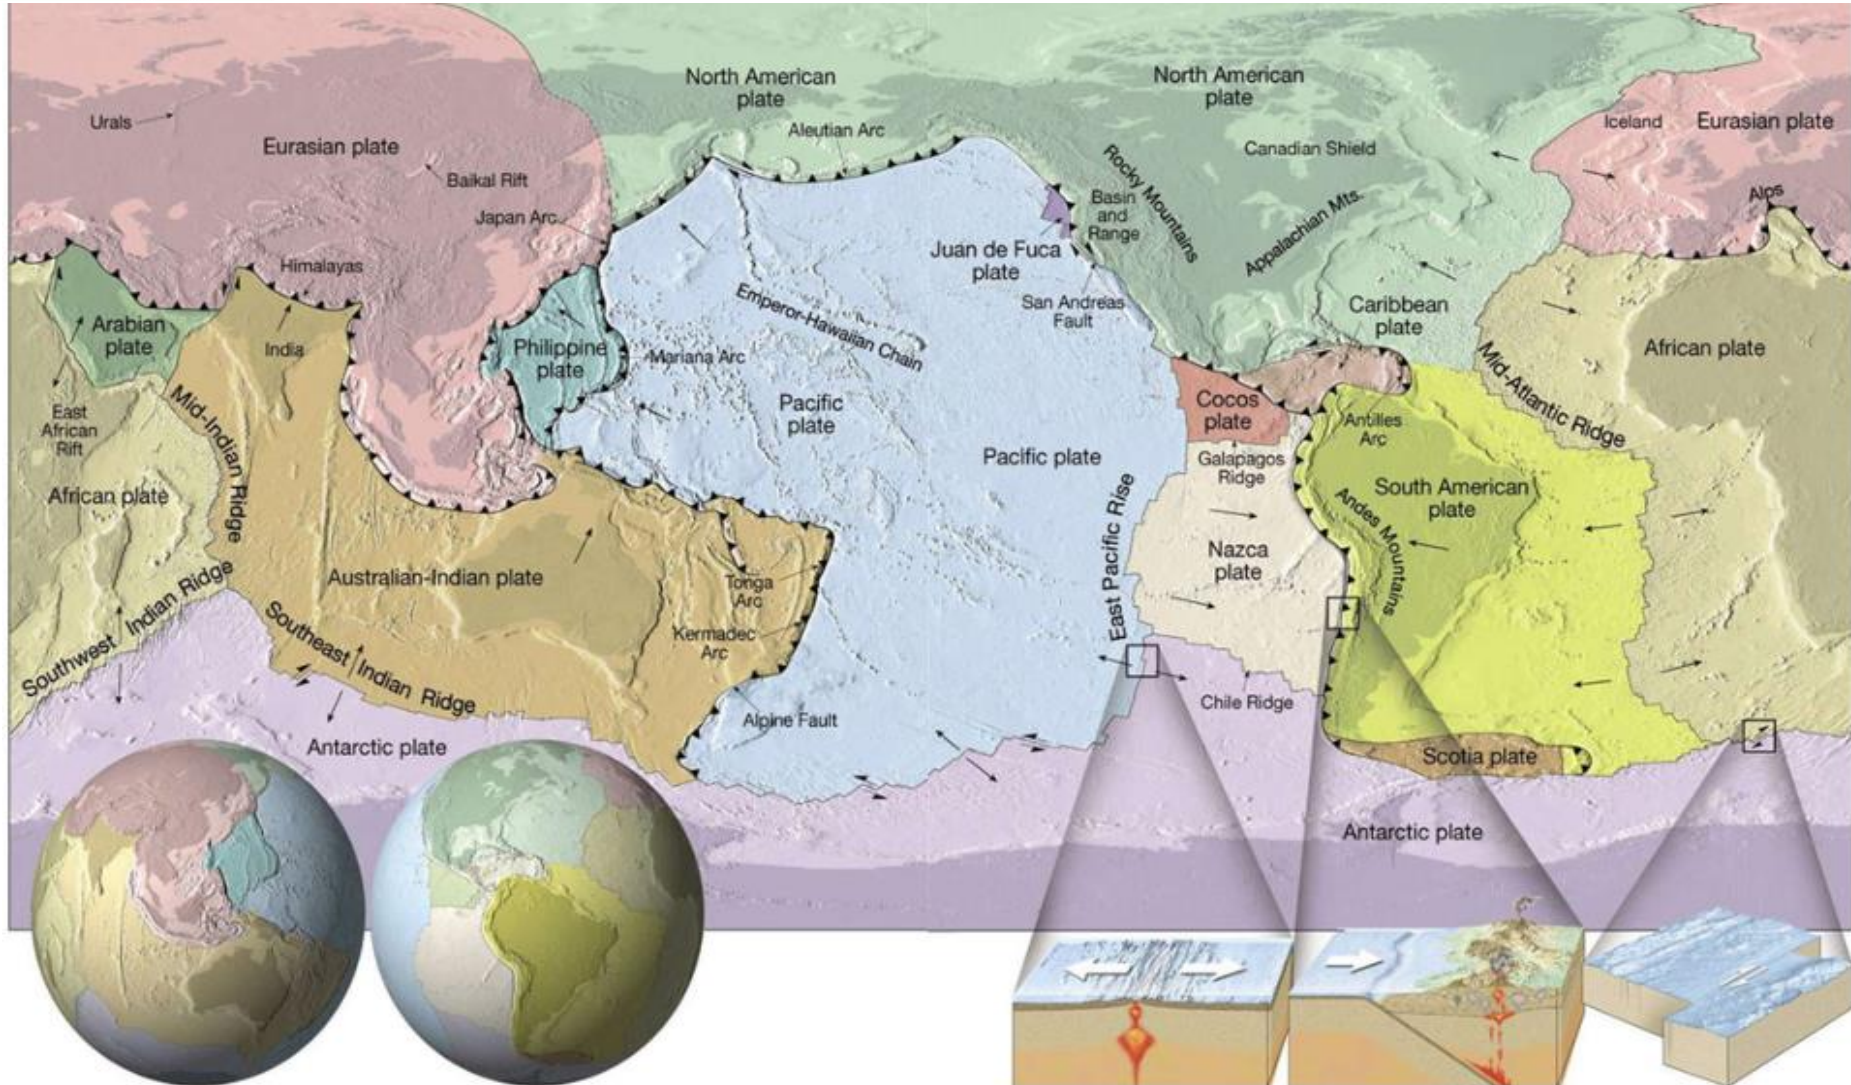 North American
plate
North American
plate
Urals
Eurasian plate
Aleutian Arc
Baikal Rift
Japan Arc
Himalayas
Rocky Mountains
Canadian Shield
Basin
and
Range
Appalachian Mts.
Iceland
Eurasian plate
Alps
Juan de Fuca
plate
San Andreas
Fault
Emperor-Hawaiian Chain
Caribbean
plate
Arabian
plate
India
Philippine
plate
Mariana Arc
African plate
Mid-Atlantic Ridge
East
African
Rift
Mid-Indian Ridge
Pacific
plate
Pacific plate
Cocos
plate
Galapagos
Ridge
Antilles
Arc
African plate
South American
plate
Andes Mountains
East Pacific Rise
Nazca
plate
Australian-Indian plate
Tonga
Arc
Kermadec
Arc
Southwest Indian Ridge
Southeast Indian Ridge
Alpine Fault
Chile Ridge
Antarctic plate
Scotia plate
Antarctic plate